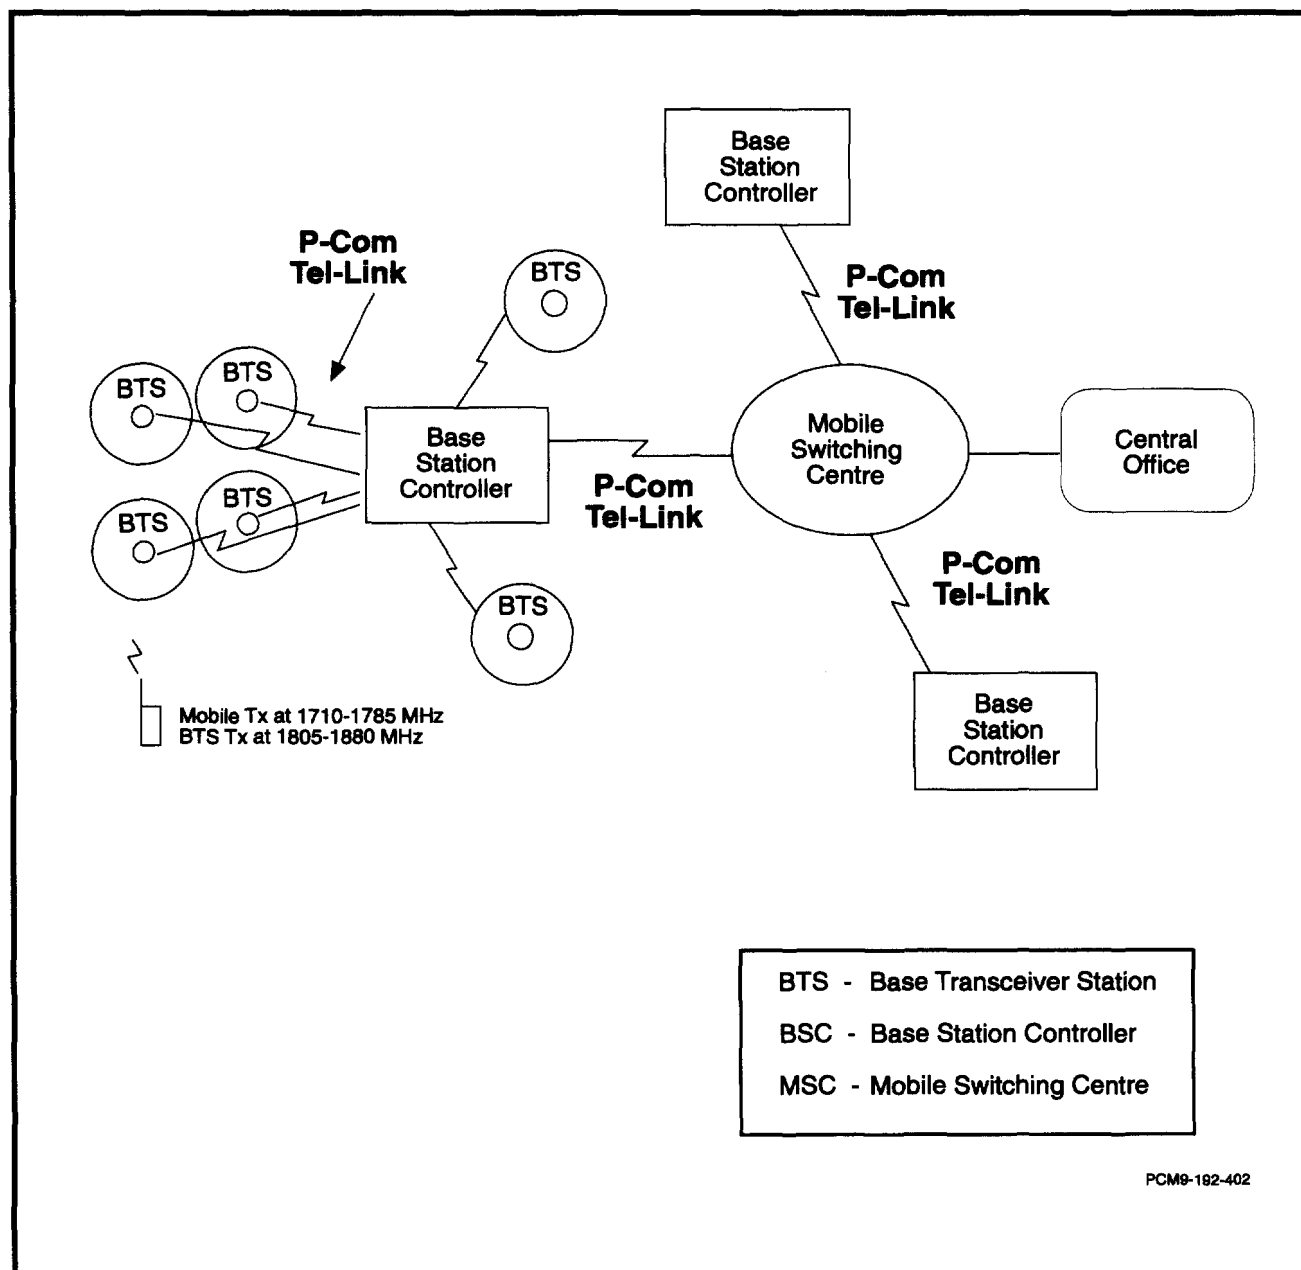 Base
Station
Controller
P-Com
Tel-Link
BTS
P-Com
Tel-Link
BTS
BTS
Base
Station
Controller
Mobile
Switching
Centre
Central
Office
P-Com
Tel-Link
BTS
BTS
P-Com
Tel-Link
BTS
Mobile Tx at 1710-1785 MHz
BTS Tx at 1805-1880 MHz
Base
Station
Controller
BTS - Base Transceiver Station
BSC - Base Station Controller
MSC - Mobile Switching Centre
PCM9-192-402